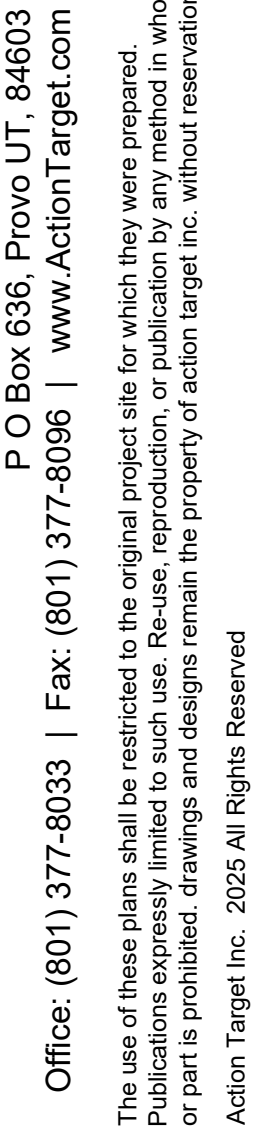 P O Box 636, Provo UT, 84603
Office: (801) 377-8033 | Fax: (801) 377-8096 | www.ActionTarget.com
The use of these plans shall be restricted to the original project site for which they were prepared.
Publications expressly limited to such use. Re-use, reproduction, or publication by any method in who
or part is prohibited. drawings and designs remain the property of action target inc. without reservation
Action Target Inc. 2025 All Rights Reserved